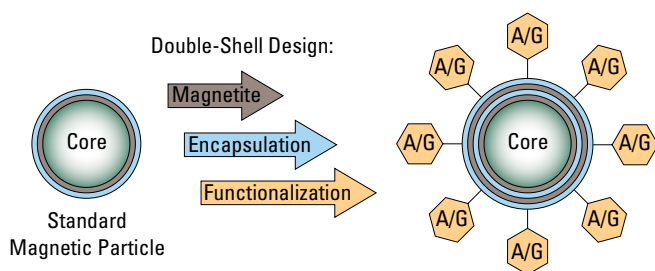 Double-Shell Design:
Magnetite
Encapsulation
Functionalization
Core
Standard
Magnetic Particle
A/G
A/G
A/G
A/G
Core
A/G
A/G
A/G
A/G